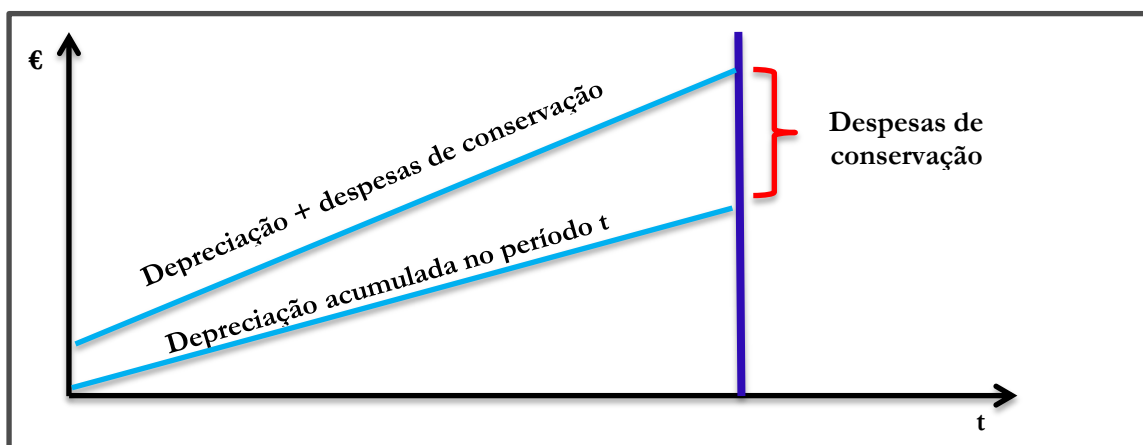 €
Depreciação + despesas de conservação
Despesas de
conservação
Depreciação acumulada no período t
t